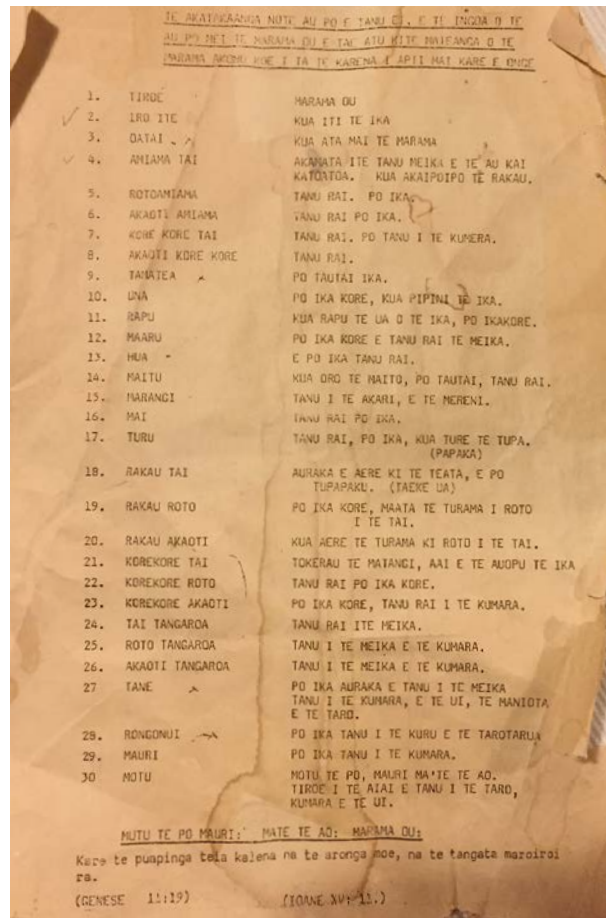 TE AKATAKAANGA NOTE AU PO E TANU EI. E TE INGOA O TE
AU PO MEI TE MARAMA OU E TAE ATU KITE MATEANGA O TE
MARAMA AKONO KOE I TA TE KARENA I APII MAI KARE E ONGE
1. TIROE MARAMA OU
2. IRO ITE KUA ITI TE IKA
3. OATAI KUA ATA MAI TE MARAMA
4. AMIAMA TAI AKAMATA ITE TANU MEIKA E TE AU KAI
KATOATOA. KUA AKAIPOIPO TE RAKAU.
5. ROTOAMIAMA TANU RAI. PO IKA.
6. AKAOTI AMIAMA TANU RAI PO IKA.
7. KORE KORE TAI TANU RAI. PO TANU I TE KUMERA.
8. AKAOTI KORE KORE TANU RAI.
9. TAMATEA PO TAUTAI IKA.
10. UNA PO IKA KORE, KUA PIPINI TE IKA.
11. RAPU KUA RAPU TE UA O TE IKA, PO IKAKORE.
12. MAARU PO IKA KORE E TANU RAI TE MEIKA.
13. HUA E PO IKA TANU RAI.
14. MAITU KUA ORO TE MAITO, PO TAUTAI, TANU RAI.
15. MARANGI TANU I TE AKARI, E TE MERENI.
16. MAI TANU RAI PO IKA.
17. TURU TANU RAI, PO IKA, KUA TURE TE TUPA.
(PAPAKA)
18. RAKAU TAI AURAKA E AERE KI TE TEATA, E PO
TUPAPAKU. (TAEKE UA)
19. RAKAU ROTO PO IKA KORE, MAATA TE TURAMA I ROTO
I TE TAI.
20. RAKAU AKAOTI KUA AERE TE TURAMA KI ROTO I TE TAI.
21. KOREKORE TAI TOKERAU TE MATANGI, AAI E TE AUOPU TE IKA
22. KOREKORE ROTO TANU RAI PO IKA KORE.
23. KOREKORE AKAOTI PO IKA KORE, TANU RAI I TE KUMARA.
24. TAI TANGAROA TANU RAI ITE MEIKA.
25. ROTO TANGAROA TANU I TE MEIKA E TE KUMARA.
26. AKAOTI TANGAROA TANU I TE MEIKA E TE KUMARA.
27 TANE PO IKA AURAKA E TANU I TE MEIKA
TANU I TE KUMARA, E TE UI, TE MANIOTA
E TE TARO.
28. RONGONUI PO IKA TANU I TE KURU E TE TAROTARUA
29. MAURI PO IKA TANU I TE KUMARA.
30 MOTU MOTU TE PO, MAURI MA'TE TE AO.
TIROE I TE AIAI E TANU I TE TARO,
KUMARA E TE UI.
MUTU TE PO MAURI: MATE TE AO: MARAMA OU:
Kare te puapinga teia kalena na te aronga moe, na te tangata maroiroi
ra.
(GENESE 11:19) (IOANE XV: 11.)